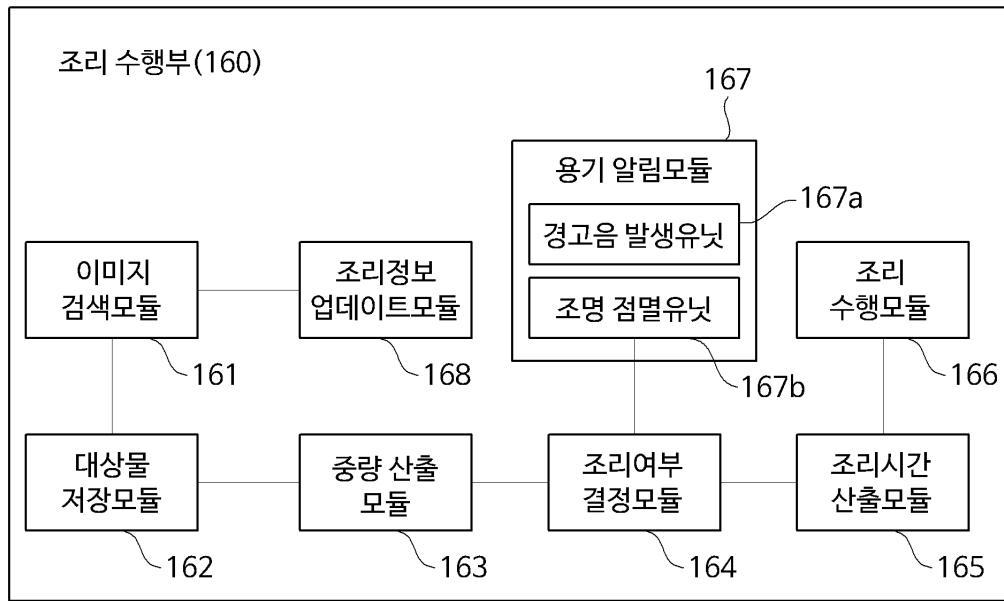 조리 수행부(160)
167
용기 알림모듈
167a
경고음 발생유닛
조명 점멸유닛
167b
이미지
검색모듈
161
조리정보
업데이트모듈
168
조리
수행모듈
166
대상물
저장모듈
162
중량 산출
모듈
163
조리여부
결정모듈
164
조리시간
산출모듈
165